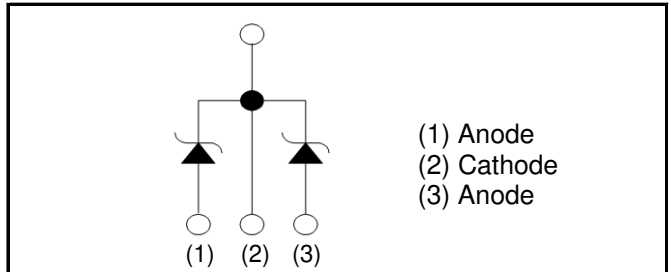 (1) Anode
(2) Cathode
(3) Anode
(1) (2) (3)